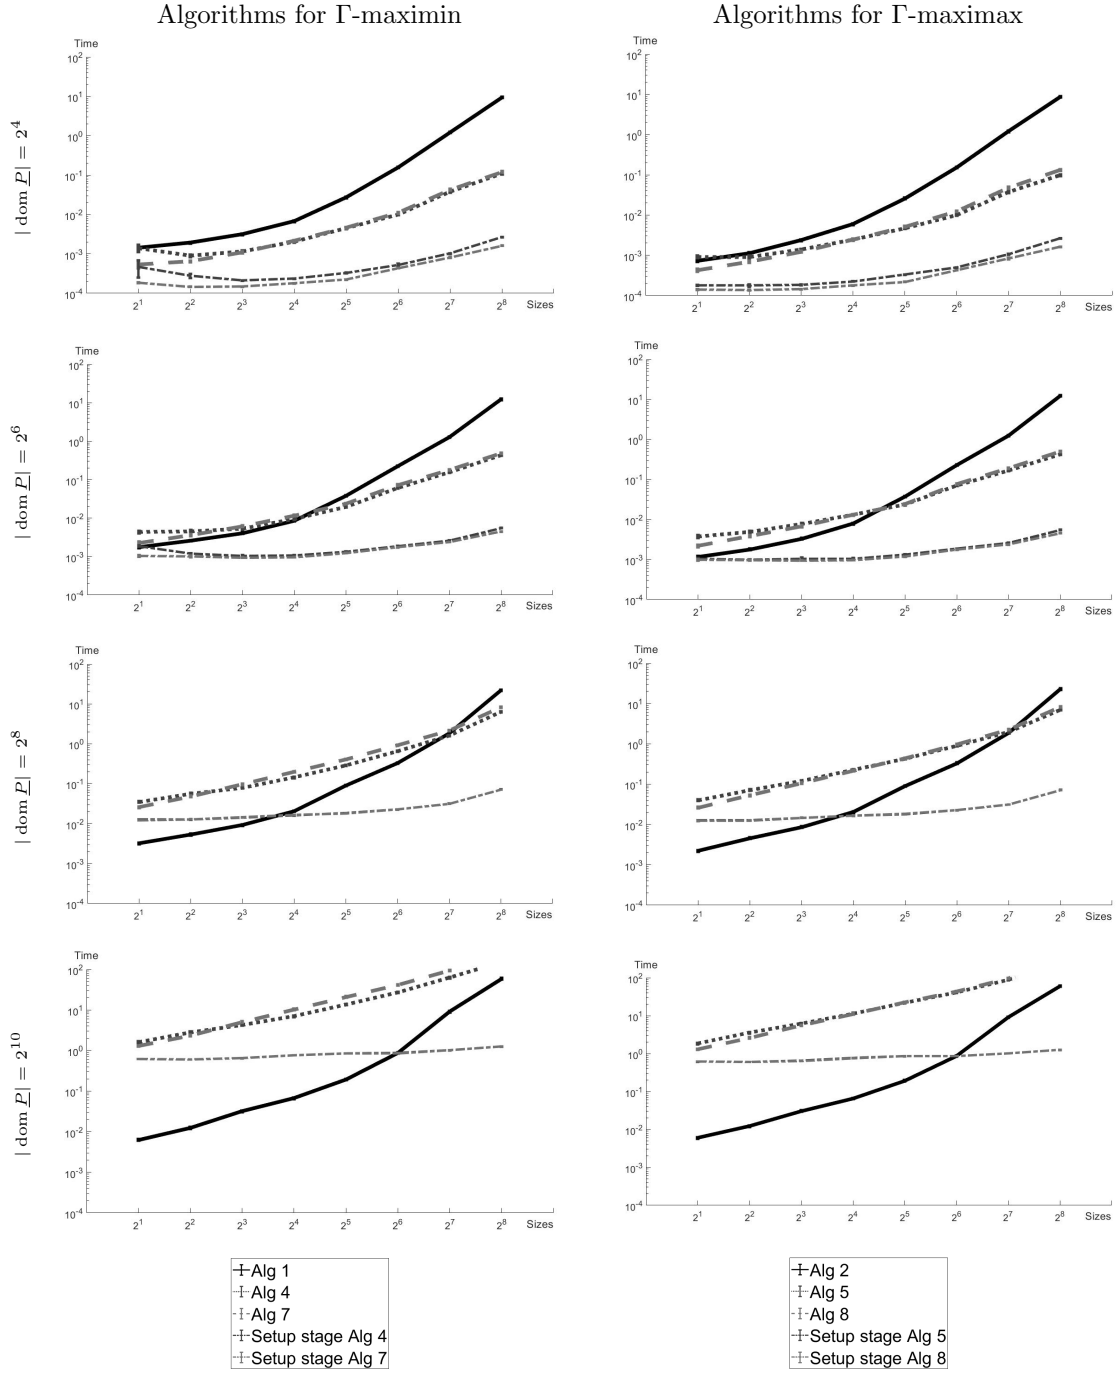 Algorithms for Γ-maximin
Algorithms for Γ-maximax
| dom P| = 2^4
Time
10^2
10^1
10^0
10^-1
10^-2
10^-3
10^-4
2^1 2^2 2^3 2^4 2^5 2^6 2^7 2^8 Sizes
Time
10^2
10^1
10^0
10^-1
10^-2
10^-3
10^-4
2^1 2^2 2^3 2^4 2^5 2^6 2^7 2^8 Sizes
| dom P| = 2^6
Time
10^2
10^1
10^0
10^-1
10^-2
10^-3
10^-4
2^1 2^2 2^3 2^4 2^5 2^6 2^7 2^8 Sizes
Time
10^2
10^1
10^0
10^-1
10^-2
10^-3
10^-4
2^1 2^2 2^3 2^4 2^5 2^6 2^7 2^8 Sizes
| dom P| = 2^8
Time
10^2
10^1
10^0
10^-1
10^-2
10^-3
10^-4
2^1 2^2 2^3 2^4 2^5 2^6 2^7 2^8 Sizes
Time
10^2
10^1
10^0
10^-1
10^-2
10^-3
10^-4
2^1 2^2 2^3 2^4 2^5 2^6 2^7 2^8 Sizes
| dom P| = 2^10
Time
10^2
10^1
10^0
10^-1
10^-2
10^-3
10^-4
2^1 2^2 2^3 2^4 2^5 2^6 2^7 2^8 Sizes
Time
10^2
10^1
10^0
10^-1
10^-2
10^-3
10^-4
2^1 2^2 2^3 2^4 2^5 2^6 2^7 2^8 Sizes
Alg 1
Alg 4
Alg 7
Setup stage Alg 4
Setup stage Alg 7
Alg 2
Alg 5
Alg 8
Setup stage Alg 5
Setup stage Alg 8